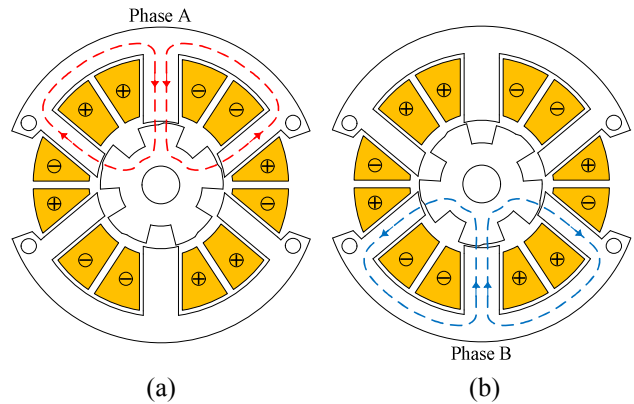 Phase A
⊕ ⊕ ⊖ ⊖
⊖ ⊖
⊕ ⊖
⊖ ⊖ ⊕ ⊕
⊕ ⊕ ⊖ ⊖
⊖ ⊕
⊕ ⊖
⊖ ⊖ ⊕ ⊕
Phase B
(a)
(b)